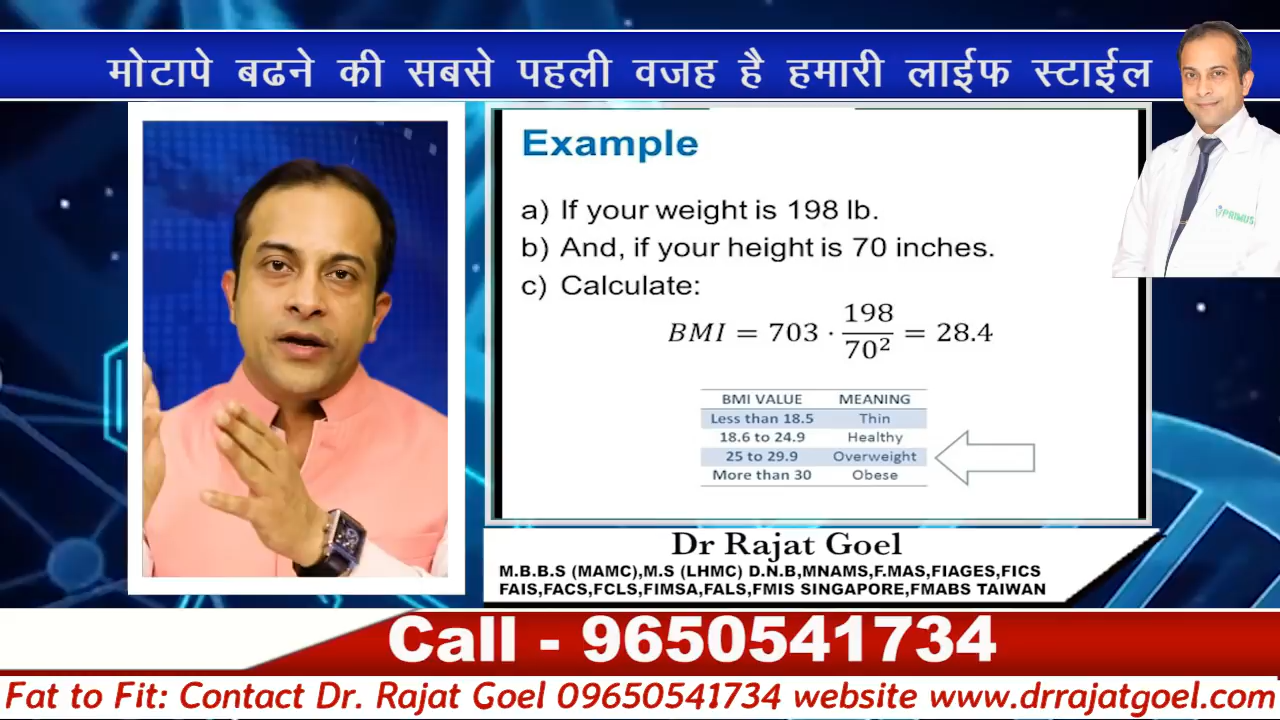 मोटापे बढने की सबसे पहली वजह है हमारी लाईफ स्टाईल
PRIMUS
Example
a) If your weight is 198 lb.
b) And, if your height is 70 inches.
c) Calculate:
BMI = 703 · 198/70² = 28.4
BMI VALUE MEANING
Less than 18.5 Thin
18.6 to 24.9 Healthy
25 to 29.9 Overweight
More than 30 Obese
Dr Rajat Goel
M.B.B.S (MAMC),M.S (LHMC) D.N.B,MNAMS,F.MAS,FIAGES,FICS
FAIS,FACS,FCLS,FIMSA,FALS,FMIS SINGAPORE,FMABS TAIWAN
Call - 9650541734
Fat to Fit: Contact Dr. Rajat Goel 09650541734 website www.drrajatgoel.com